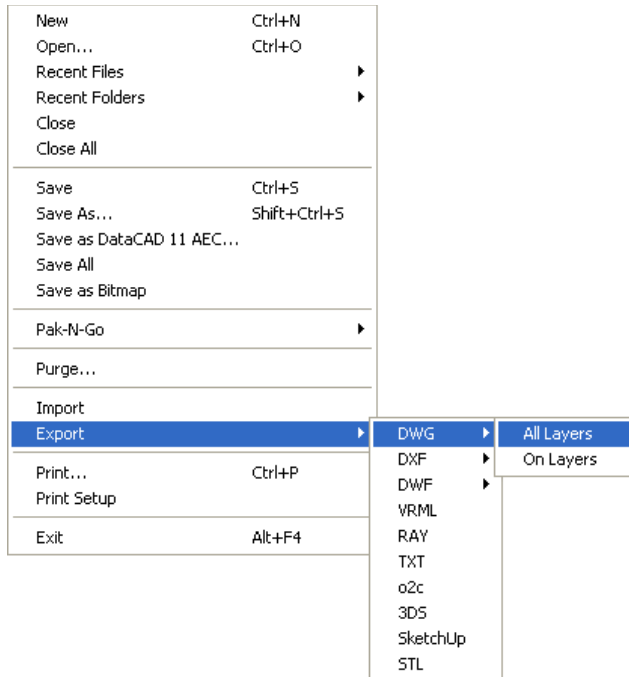 New Ctrl+N
Open... Ctrl+O
Recent Files
Recent Folders
Close
Close All
Save Ctrl+S
Save As... Shift+Ctrl+S
Save as DataCAD 11 AEC...
Save All
Save as Bitmap
Pak-N-Go
Purge...
Import
Export
Print... Ctrl+P
Print Setup
Exit Alt+F4
DWG
DXF
DWF
VRML
RAY
TXT
o2c
3DS
SketchUp
STL
All Layers
On Layers